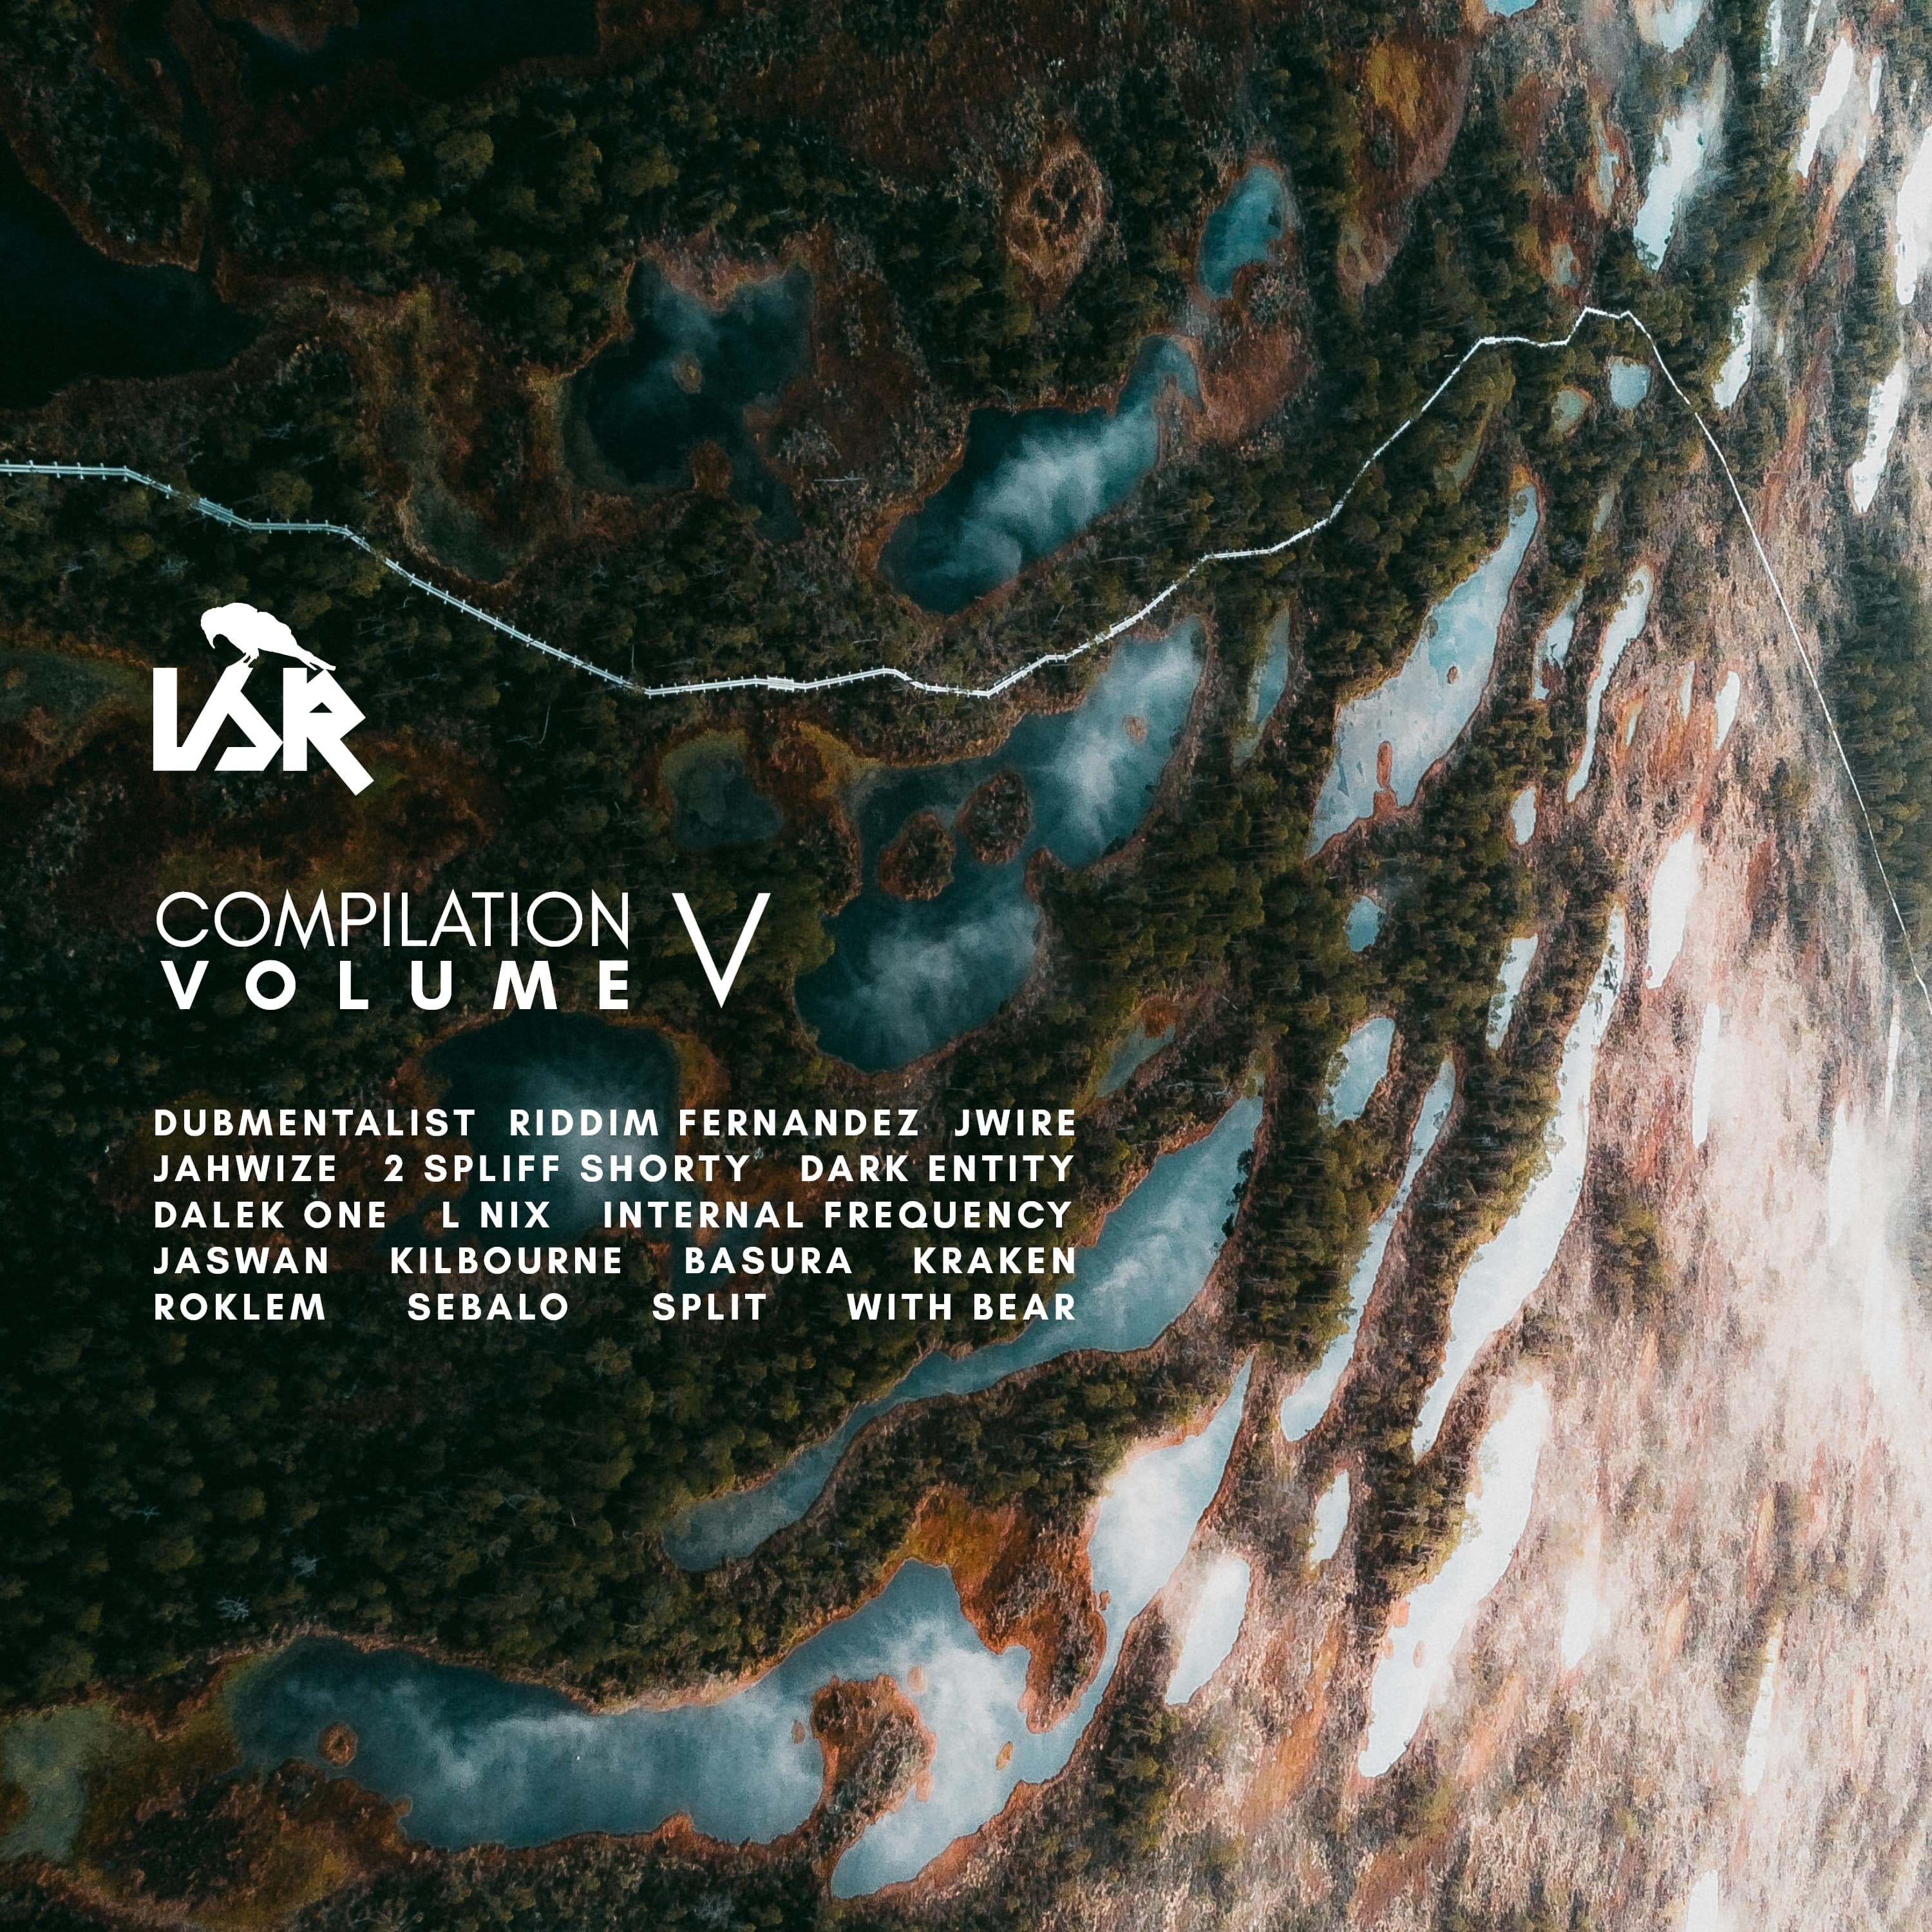 ISR
COMPILATION V
VOLUME
DUBMENTALIST RIDDIM FERNANDEZ JWIRE
JAHWIZE 2 SPLIFF SHORTY DARK ENTITY
DALEK ONE L NIX INTERNAL FREQUENCY
JASWAN KILBOURNE BASURA KRAKEN
ROKLEM SEBALO SPLIT WITH BEAR